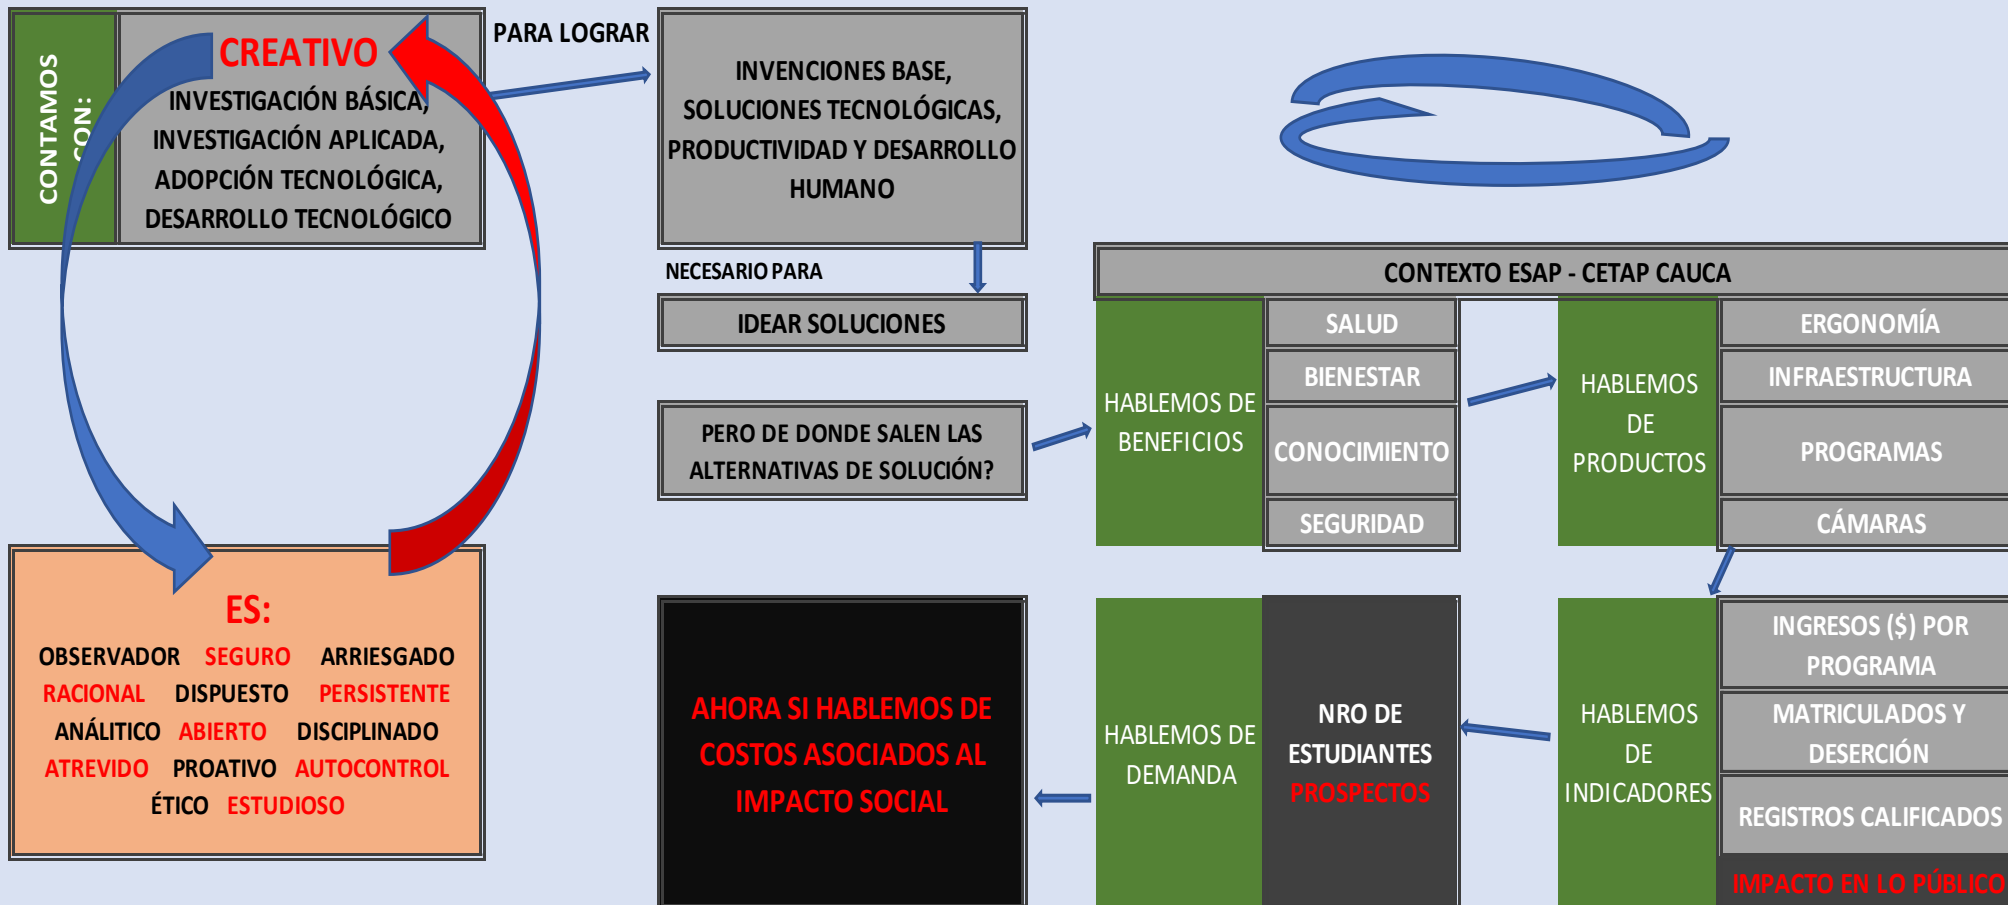 CONTAMOS
CON:
CREATIVO
INVESTIGACIÓN BÁSICA,
INVESTIGACIÓN APLICADA,
ADOPCIÓN TECNOLÓGICA,
DESARROLLO TECNOLÓGICO
PARA LOGRAR
INVENCIONES BASE,
SOLUCIONES TECNOLÓGICAS,
PRODUCTIVIDAD Y DESARROLLO
HUMANO
NECESARIO PARA
IDEAR SOLUCIONES
PERO DE DONDE SALEN LAS
ALTERNATIVAS DE SOLUCIÓN?
CONTEXTO ESAP - CETAP CAUCA
HABLEMOS DE
BENEFICIOS
SALUD
BIENESTAR
CONOCIMIENTO
SEGURIDAD
HABLEMOS
DE
PRODUCTOS
ERGONOMÍA
INFRAESTRUCTURA
PROGRAMAS
CÁMARAS
ES:
OBSERVADOR SEGURO ARRIESGADO
RACIONAL DISPUESTO PERSISTENTE
ANÁLITICO ABIERTO DISCIPLINADO
ATREVIDO PROATIVO AUTOCONTROL
ÉTICO ESTUDIOSO
AHORA SI HABLEMOS DE
COSTOS ASOCIADOS AL
IMPACTO SOCIAL
HABLEMOS DE
DEMANDA
NRO DE
ESTUDIANTES
PROSPECTOS
HABLEMOS
DE
INDICADORES
INGRESOS ($) POR
PROGRAMA
MATRICULADOS Y
DESERCIÓN
REGISTROS CALIFICADOS
IMPACTO EN LO PÚBLICO